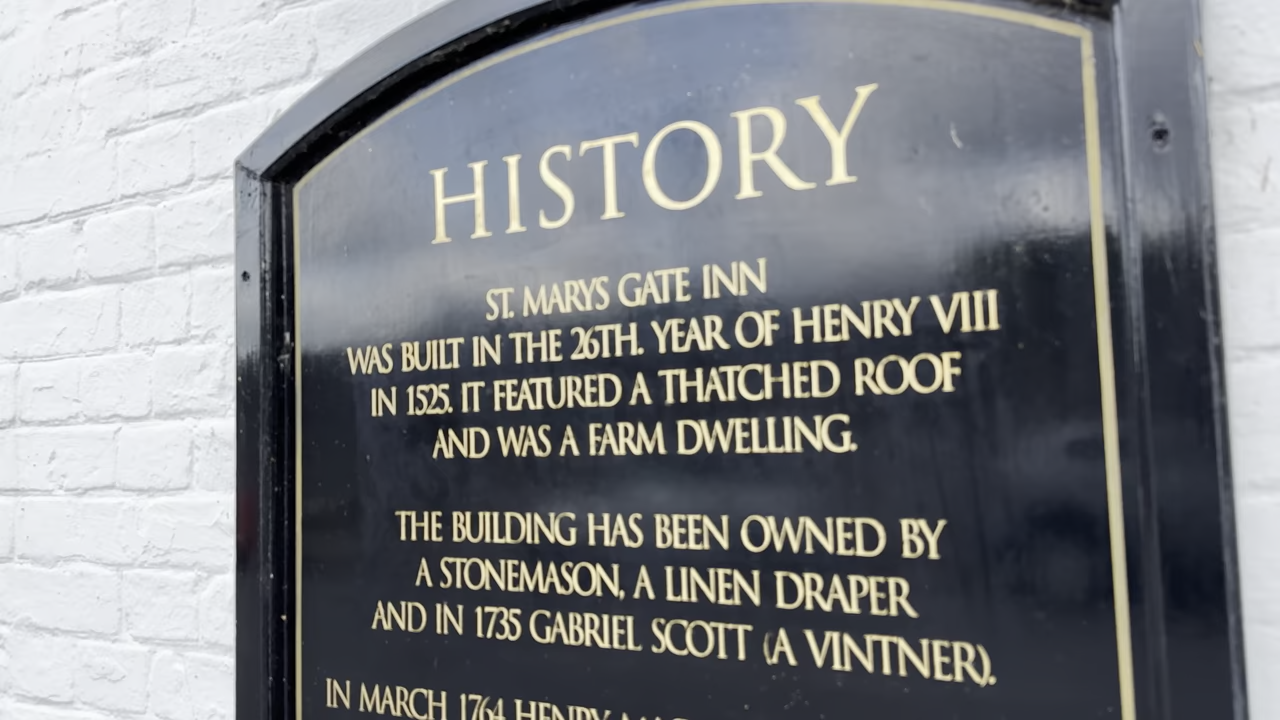 HISTORY
ST. MARYS GATE INN
WAS BUILT IN THE 26TH. YEAR OF HENRY VIII
IN 1525. IT FEATURED A THATCHED ROOF
AND WAS A FARM DWELLING.
THE BUILDING HAS BEEN OWNED BY
A STONEMASON, A LINEN DRAPER
AND IN 1735 GABRIEL SCOTT (A VINTNER).
IN MARCH 1764 HENRY